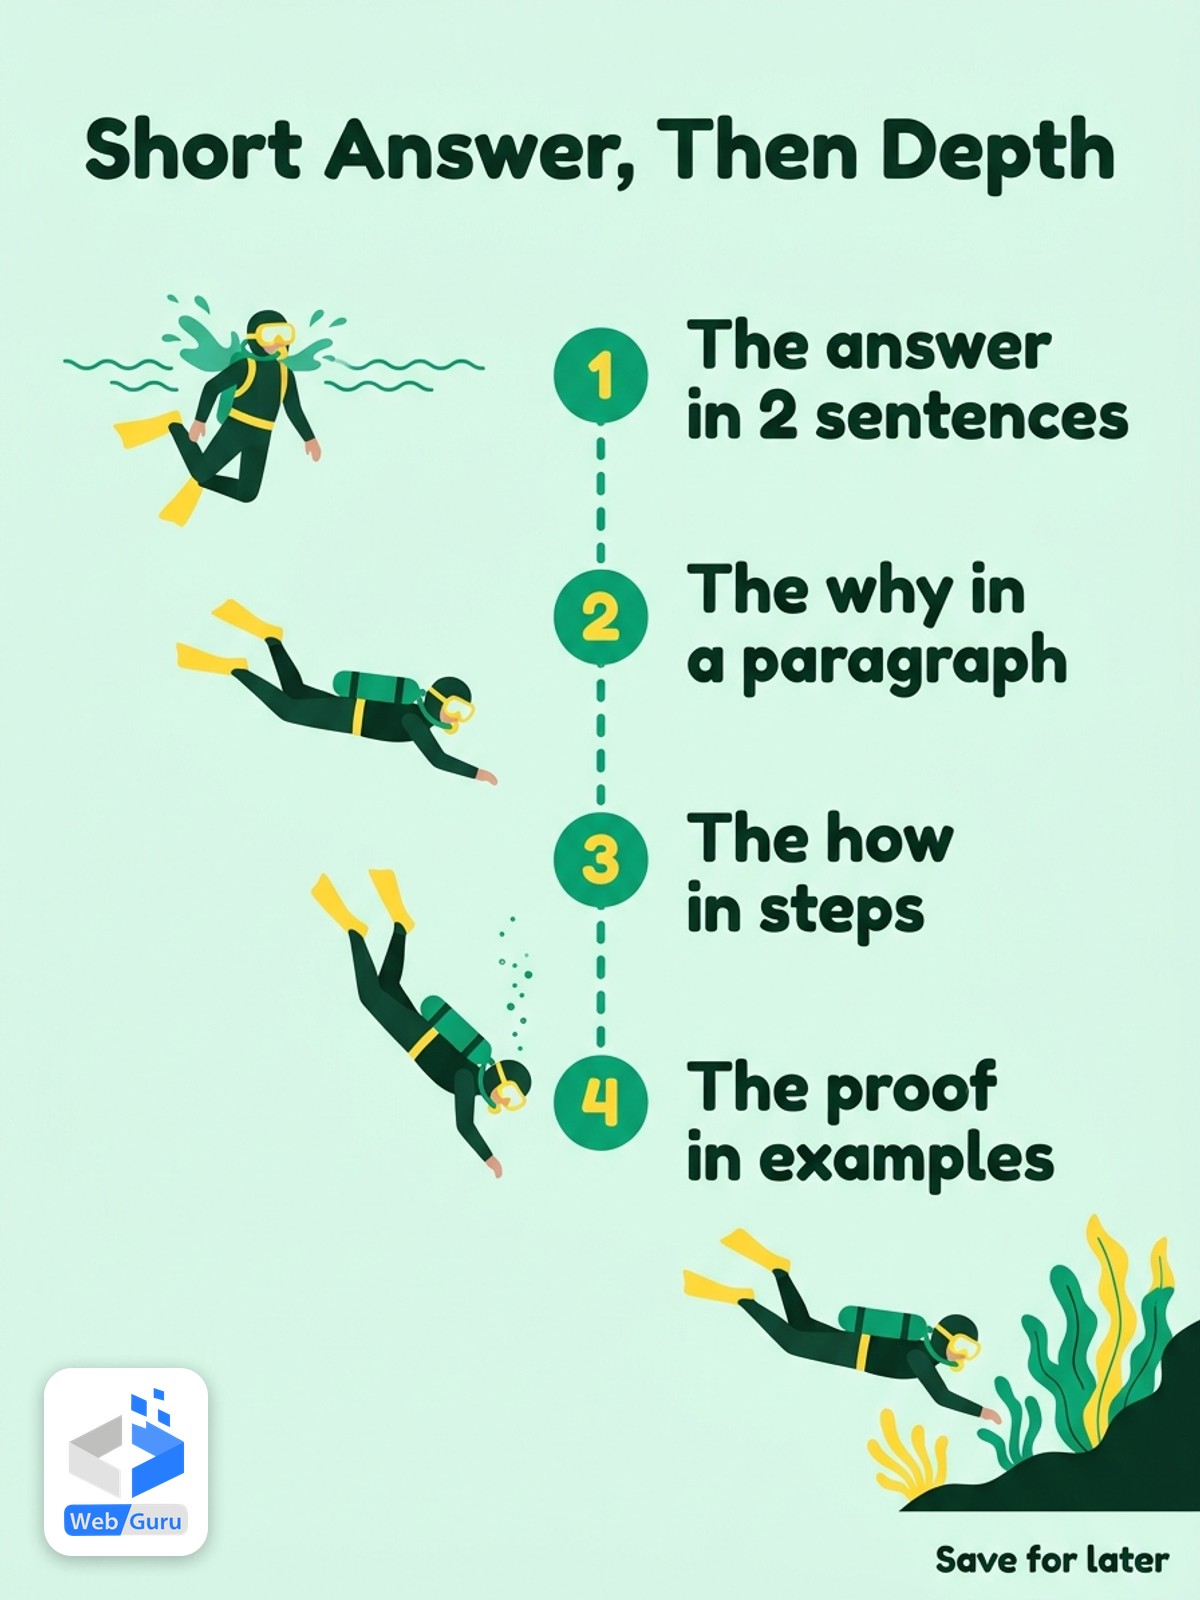 Short Answer, Then Depth
1
The answer
in 2 sentences
2
The why in
a paragraph
3
The how
in steps
4
The proof
in examples
Web Guru
Save for later